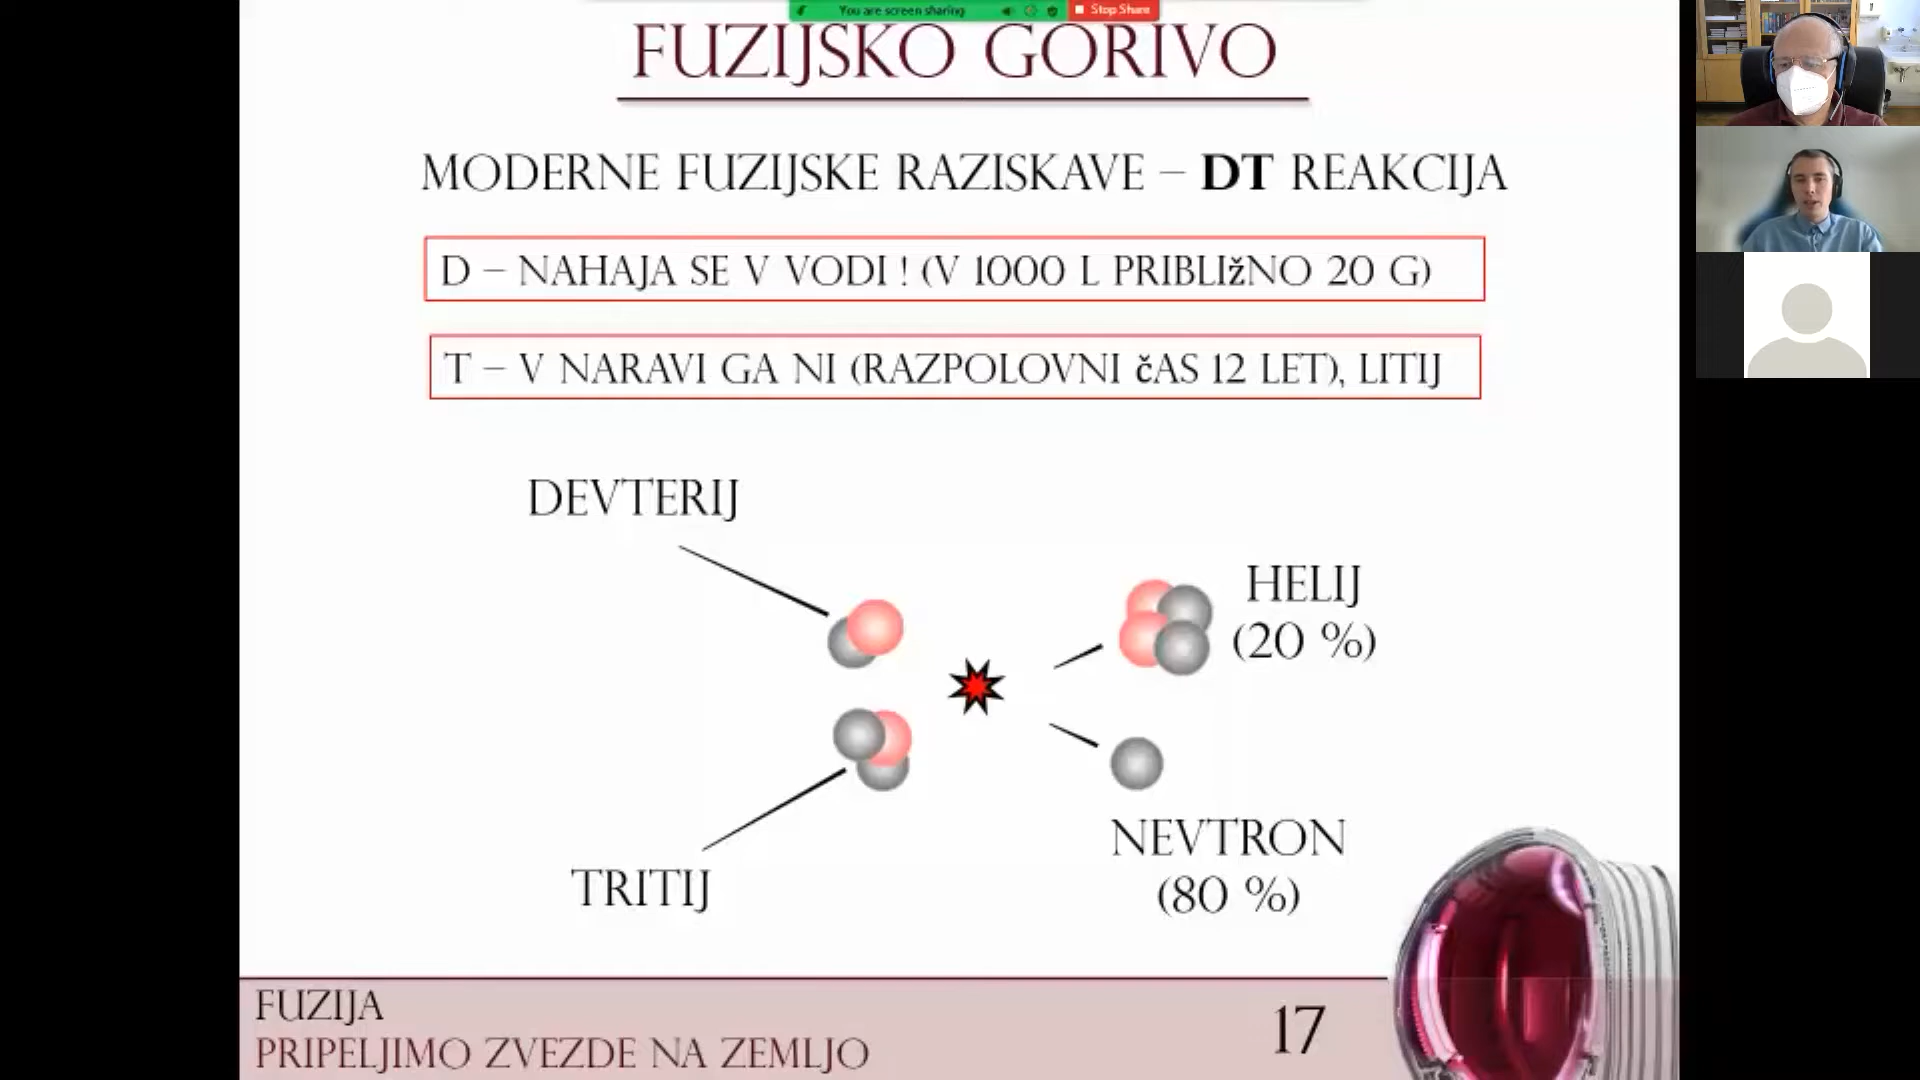 You are screen sharing
Stop Share
FUZIJSKO GORIVO
MODERNE FUZIJSKE RAZISKAVE – DT REAKCIJA
D – NAHAJA SE V VODI ! (V 1000 L PRIBLIžNO 20 G)
T – V NARAVI GA NI (RAZPOLOVNI čAS 12 LET), LITIJ
DEVTERIJ
HELIJ
(20 %)
NEVTRON
(80 %)
TRITIJ
FUZIJA
PRIPELJIMO ZVEZDE NA ZEMLJO
17